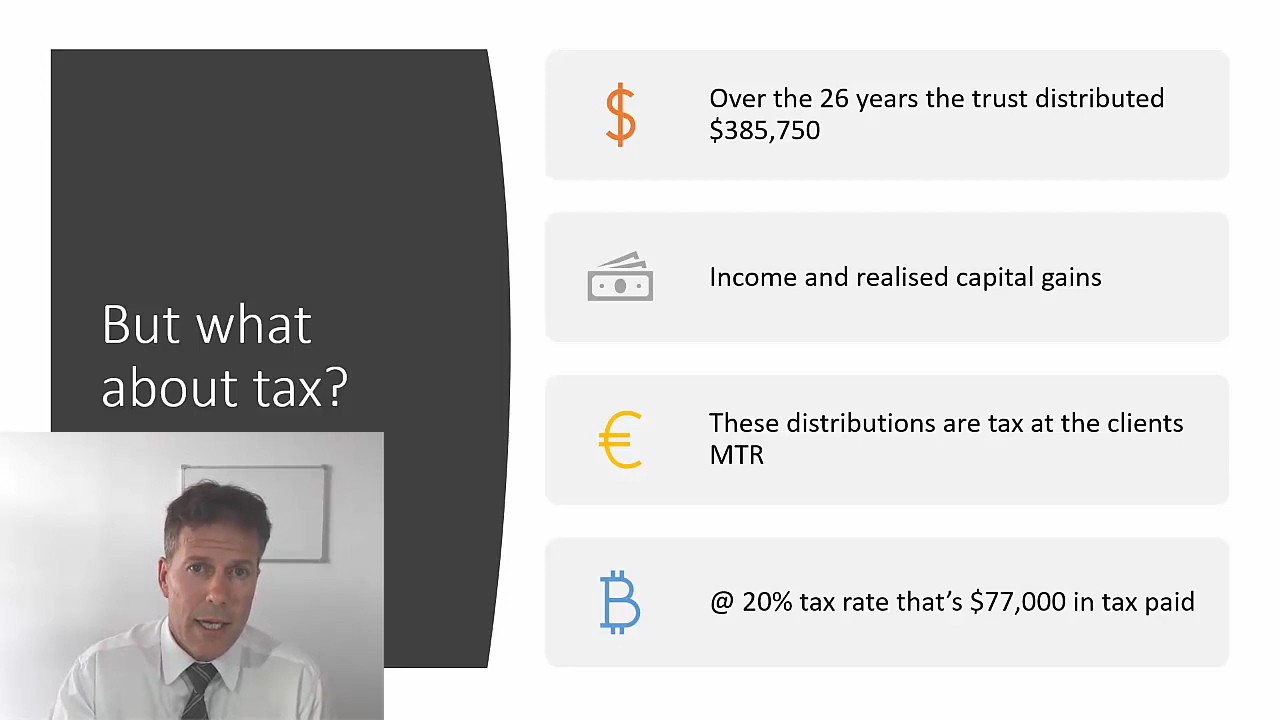 But what
about tax?
Over the 26 years the trust distributed
$385,750
Income and realised capital gains
These distributions are tax at the clients
MTR
@ 20% tax rate that’s $77,000 in tax paid